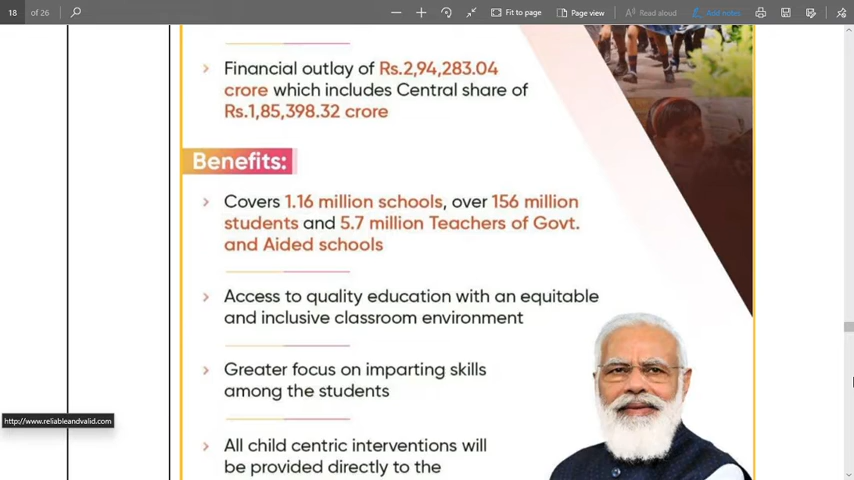 18 of 26
Fit to page
Page view
Read aloud
Add notes
Financial outlay of Rs.2,94,283.04
crore which includes Central share of
Rs.1,85,398.32 crore
Benefits:
Covers 1.16 million schools, over 156 million
students and 5.7 million Teachers of Govt.
and Aided schools
Access to quality education with an equitable
and inclusive classroom environment
Greater focus on imparting skills
among the students
http://www.reliableandvalid.com
All child centric interventions will
be provided directly to the